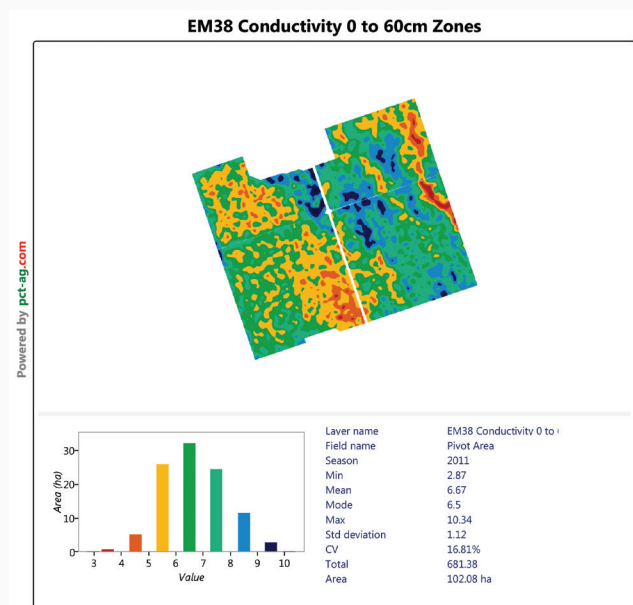 EM38 Conductivity 0 to 60cm Zones
Powered by pct-ag.com
Area (ha)
30
20
10
0
3 4 5 6 7 8 9 10
Value
Layer name EM38 Conductivity 0 to
Field name Pivot Area
Season 2011
Min 2.87
Mean 6.67
Mode 6.5
Max 10.34
Std deviation 1.12
CV 16.81%
Total 681.38
Area 102.08 ha